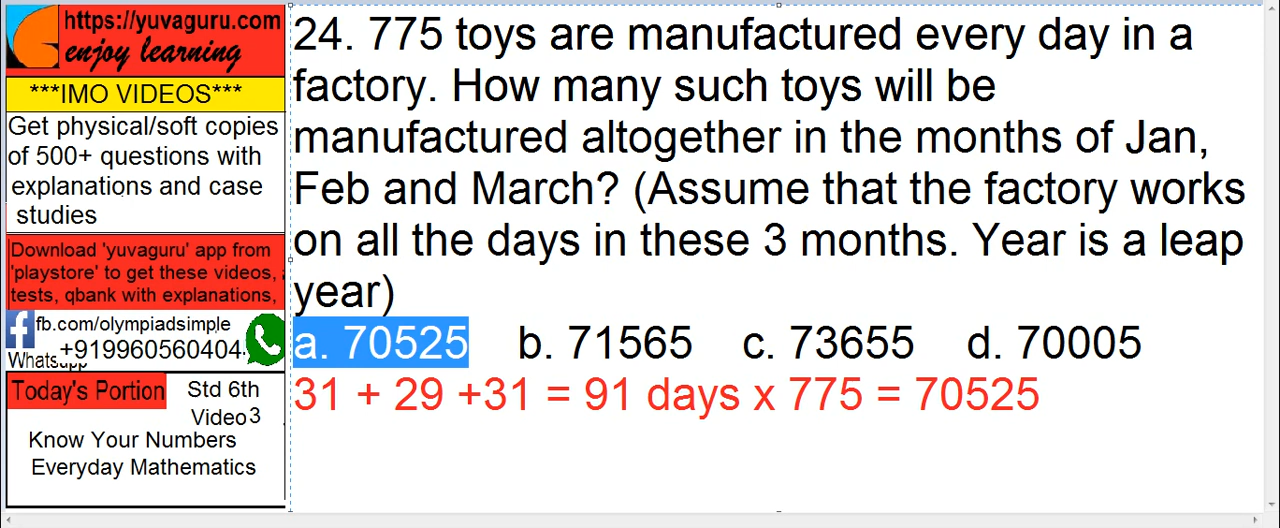 https://yuvaguru.com
enjoy learning
***IMO VIDEOS***
Get physical/soft copies
of 500+ questions with
explanations and case
studies
Download 'yuvaguru' app from
'playstore' to get these videos,
tests, qbank with explanations,
fb.com/olympiadsimple
Whatsapp +919960560404
Today's Portion
Std 6th
Video 3
Know Your Numbers
Everyday Mathematics
24. 775 toys are manufactured every day in a
factory. How many such toys will be
manufactured altogether in the months of Jan,
Feb and March? (Assume that the factory works
on all the days in these 3 months. Year is a leap
year)
a. 70525 b. 71565 c. 73655 d. 70005
31 + 29 +31 = 91 days x 775 = 70525